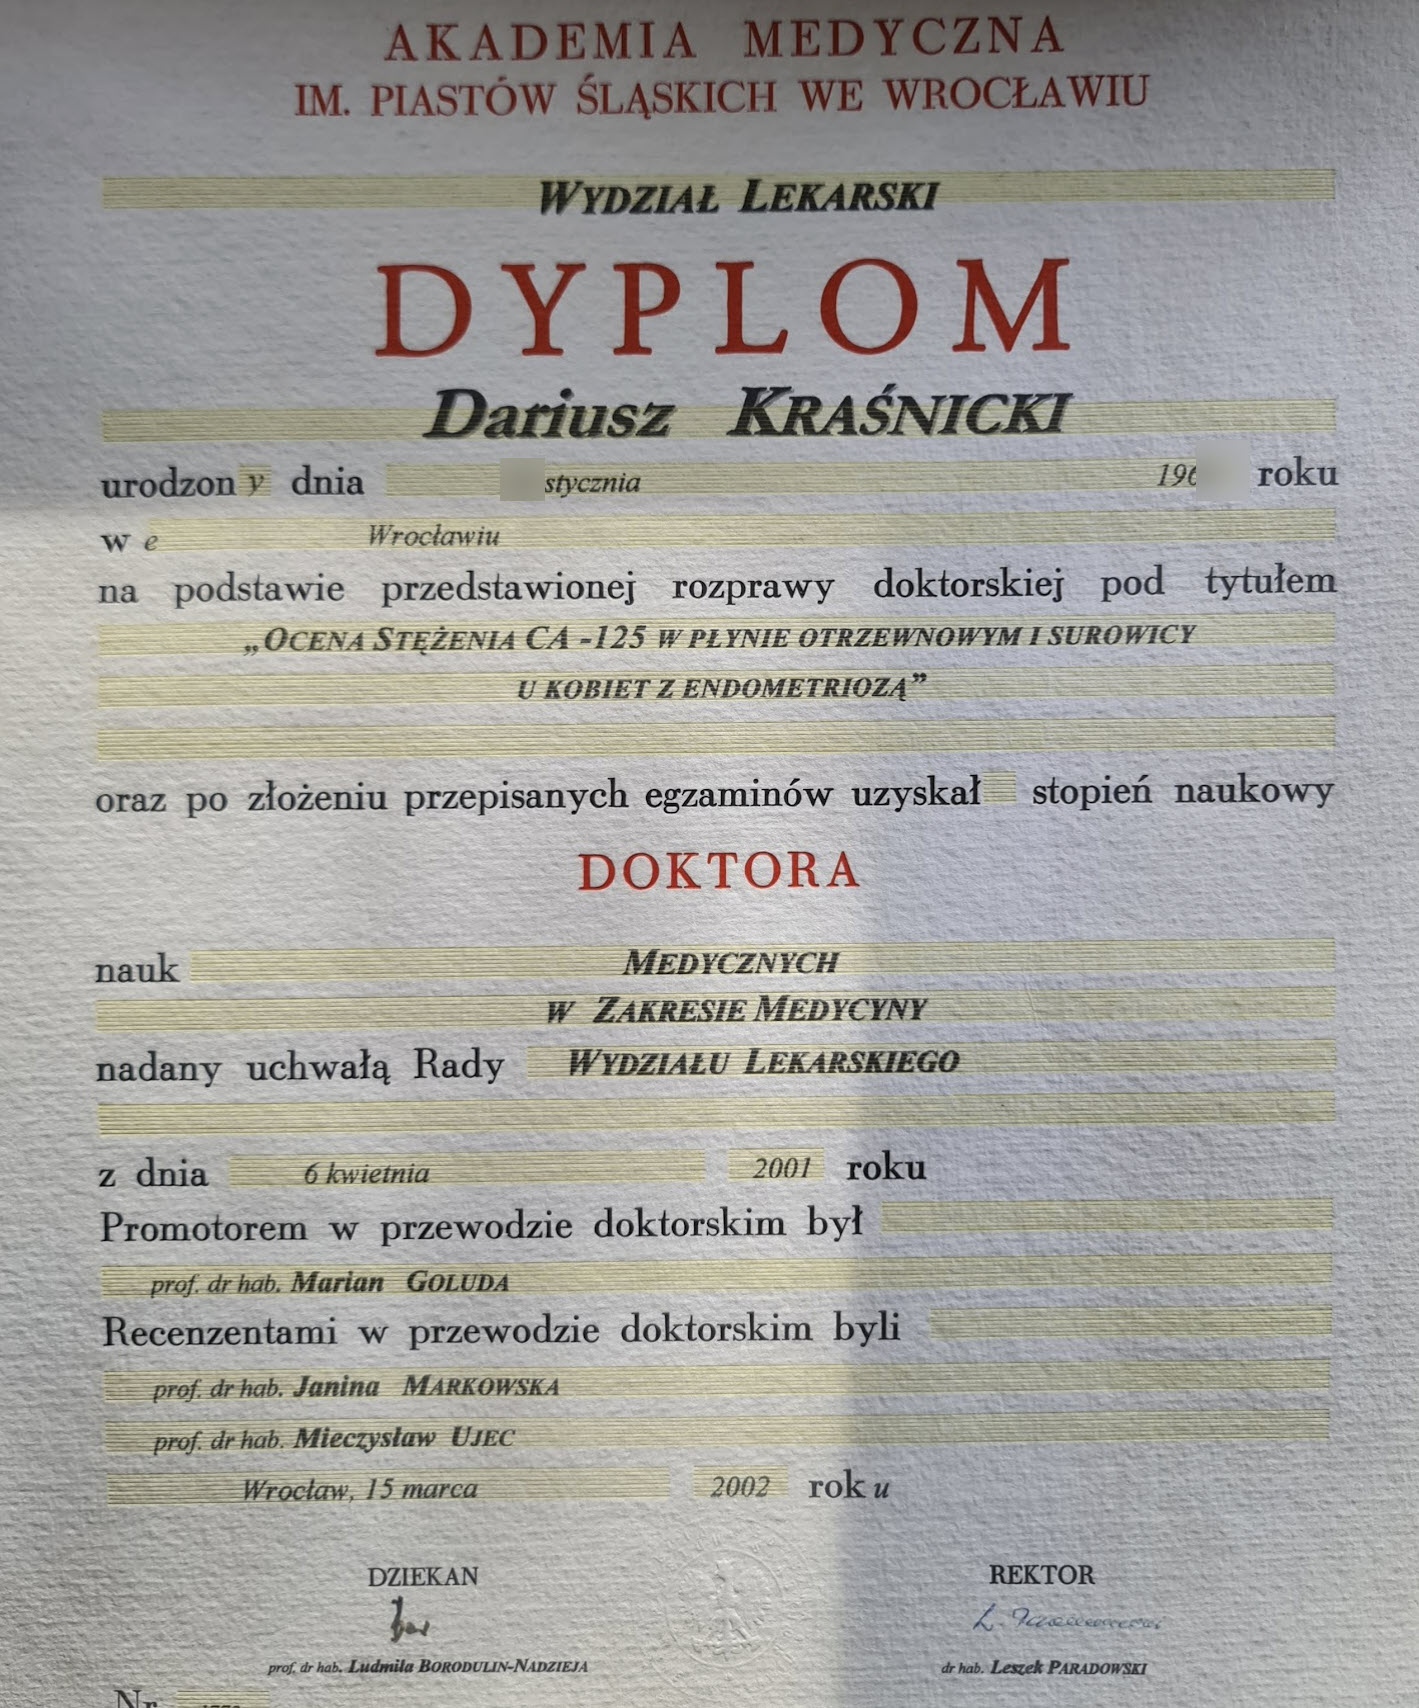 AKADEMIA MEDYCZNA
IM. PIASTÓW ŚLĄSKICH WE WROCŁAWIU
WYDZIAŁ LEKARSKI
DYPLOM
Dariusz KRAŚNICKI
urodzony dnia stycznia 196 roku
w e Wrocławiu
na podstawie przedstawionej rozprawy doktorskiej pod tytułem
„OCENA STĘŻENIA CA -125 W PŁYNIE OTRZEWNOWYM I SUROWICY
U KOBIET Z ENDOMETRIOZĄ”
oraz po złożeniu przepisanych egzaminów uzyskał stopień naukowy
DOKTORA
nauk MEDYCZNYCH
W ZAKRESIE MEDYCYNY
nadany uchwałą Rady WYDZIAŁU LEKARSKIEGO
z dnia 6 kwietnia 2001 roku
Promotorem w przewodzie doktorskim był
prof. dr hab. Marian GOLUDA
Recenzentami w przewodzie doktorskim byli
prof. dr hab. Janina MARKOWSKA
prof. dr hab. Mieczysław UJEC
Wrocław, 15 marca 2002 rok u
DZIEKAN REKTOR
prof. dr hab. Ludmila BORODULIN-NADZIEJA dr hab. Leszek PARADOWSKI
Nr